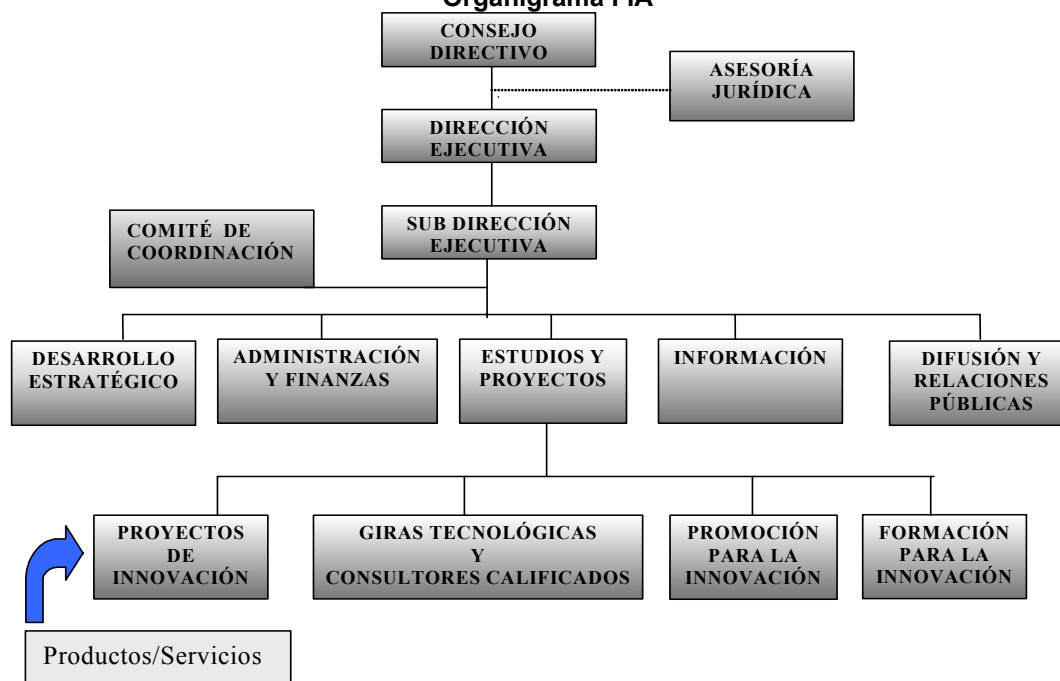 Organigrama FIA
CONSEJO
DIRECTIVO
ASESORÍA
JURÍDICA
DIRECCIÓN
EJECUTIVA
SUB DIRECCIÓN
EJECUTIVA
COMITÉ DE
COORDINACIÓN
DESARROLLO
ESTRATÉGICO
ADMINISTRACIÓN
Y FINANZAS
ESTUDIOS Y
PROYECTOS
INFORMACIÓN
DIFUSIÓN Y
RELACIONES
PÚBLICAS
PROYECTOS
DE
INNOVACIÓN
GIRAS TECNOLÓGICAS
Y
CONSULTORES CALIFICADOS
PROMOCIÓN
PARA LA
INNOVACIÓN
FORMACIÓN
PARA LA
INNOVACIÓN
Productos/Servicios